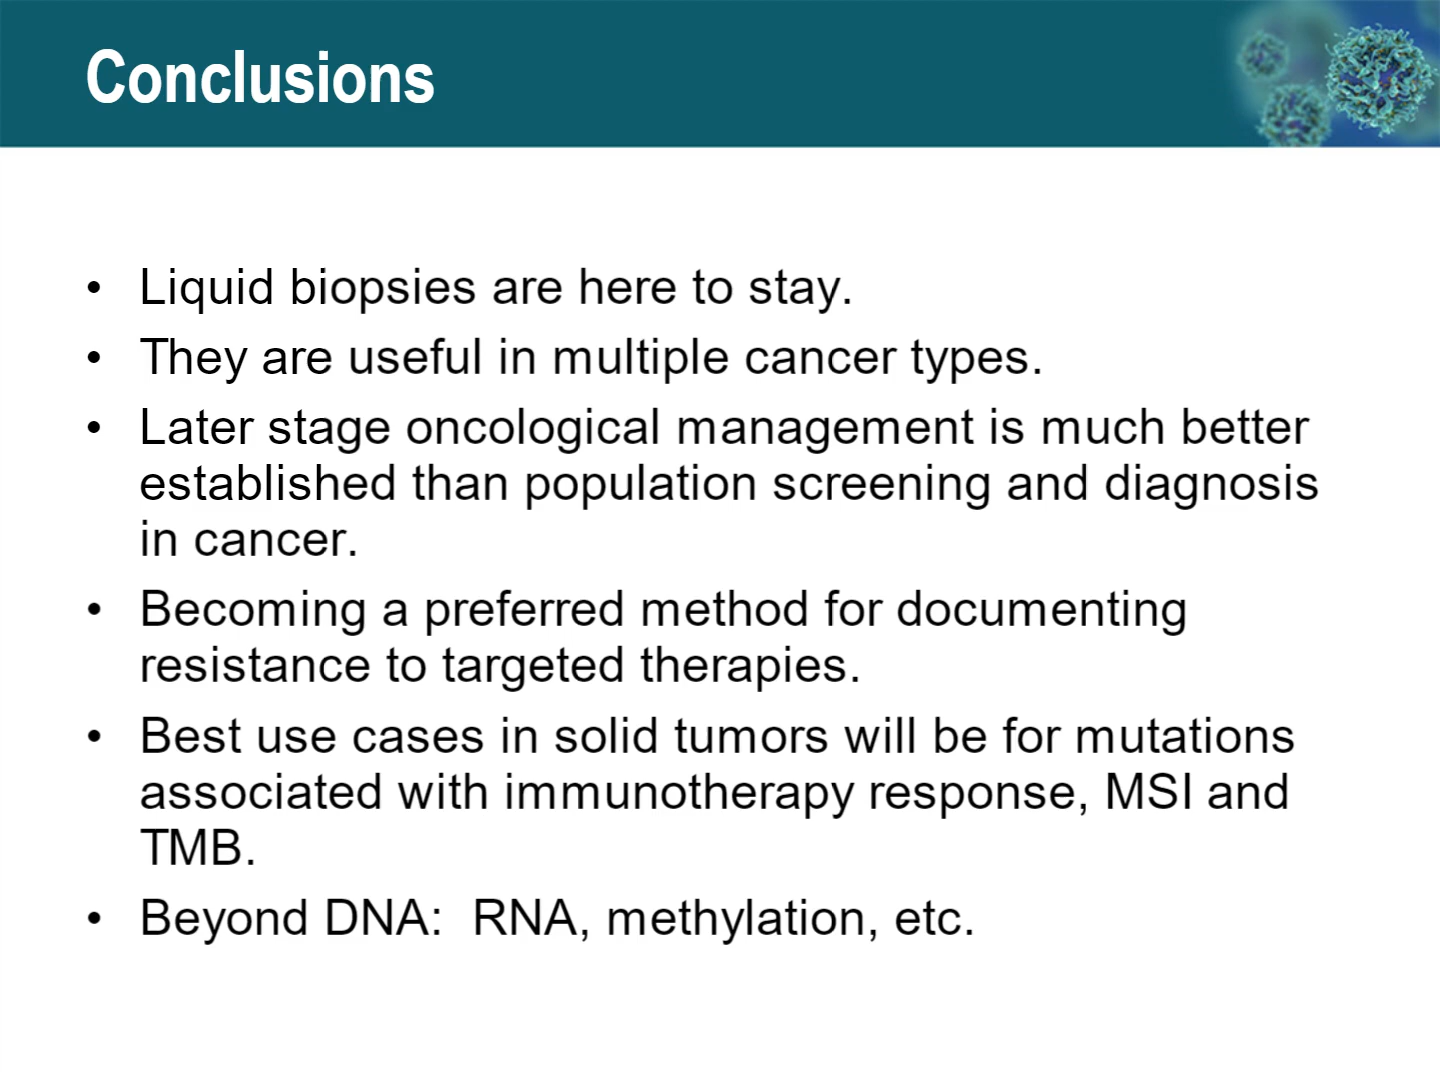 Conclusions
• Liquid biopsies are here to stay.
• They are useful in multiple cancer types.
• Later stage oncological management is much better
established than population screening and diagnosis
in cancer.
• Becoming a preferred method for documenting
resistance to targeted therapies.
• Best use cases in solid tumors will be for mutations
associated with immunotherapy response, MSI and
TMB.
• Beyond DNA:  RNA, methylation, etc.